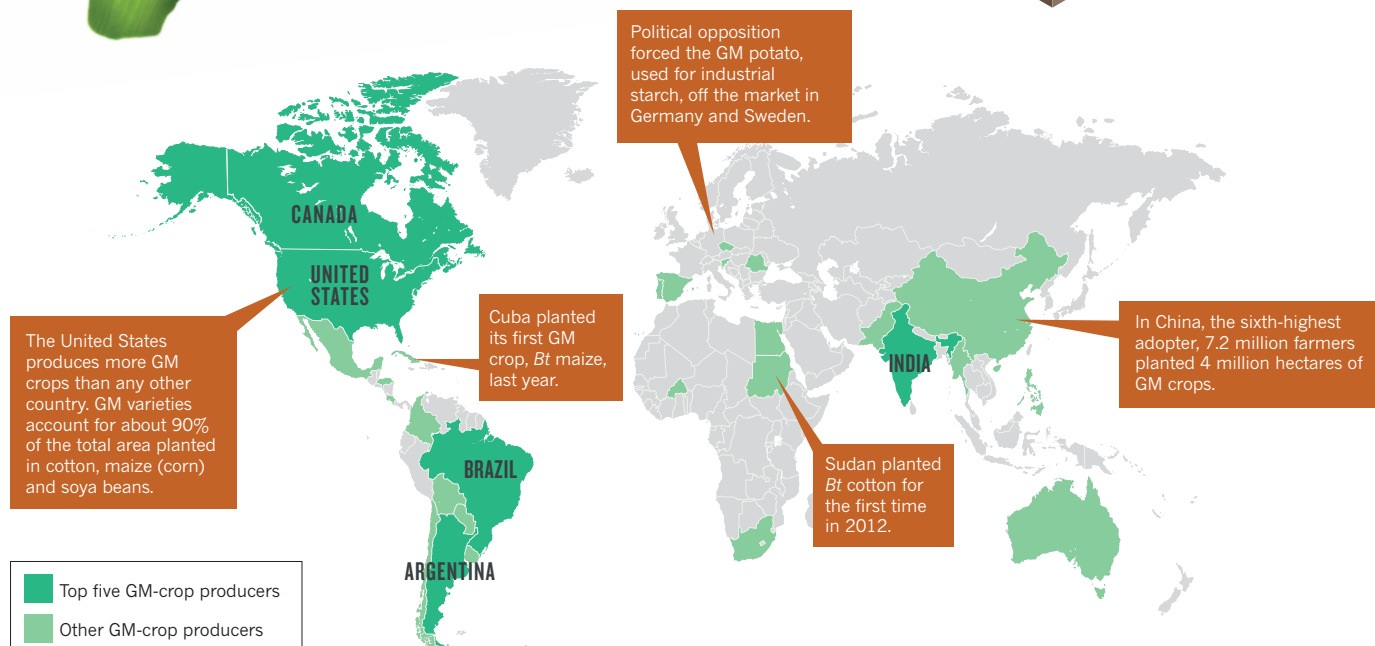 Political opposition
forced the GM potato,
used for industrial
starch, off the market in
Germany and Sweden.
CANADA
UNITED
STATES
The United States
produces more GM
crops than any other
country. GM varieties
account for about 90%
of the total area planted
in cotton, maize (corn)
and soya beans.
Cuba planted
its first GM
crop, Bt maize,
last year.
In China, the sixth-highest
adopter, 7.2 million farmers
planted 4 million hectares of
GM crops.
INDIA
BRAZIL
Sudan planted
Bt cotton for
the first time
in 2012.
ARGENTINA
Top five GM-crop producers
Other GM-crop producers